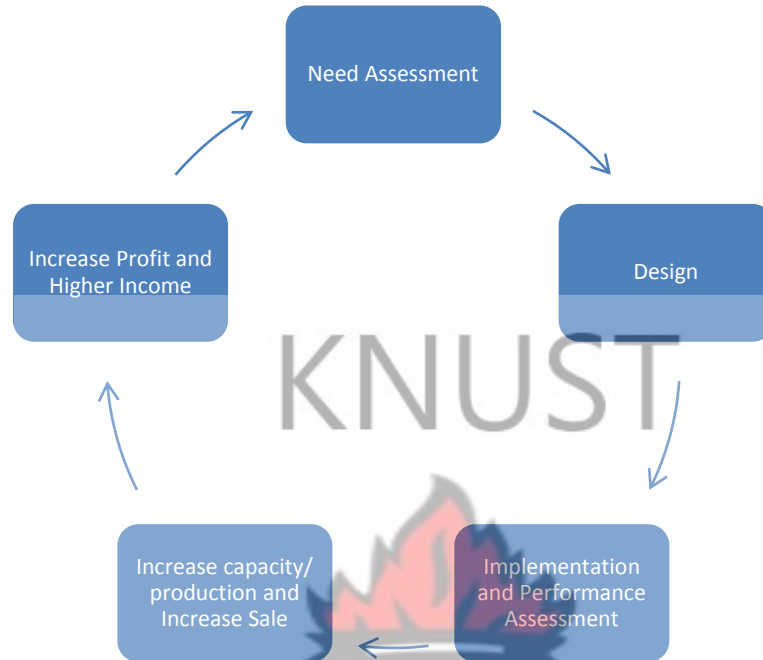 Need Assessment
Increase Profit and
Higher Income
Design
KNUST
Increase capacity/
production and
Increase Sale
Implementation
and Performance
Assessment